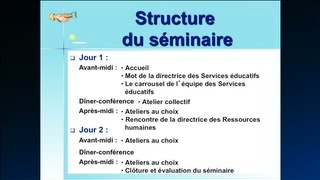 Structure
du séminaire
Jour 1 :
Avant-midi : • Accueil
• Mot de la directrice des Services éducatifs
• Le carrousel de l'équipe des Services
éducatifs
Dîner-conférence • Atelier collectif
Après-midi : • Ateliers au choix
• Rencontre de la directrice des Ressources
humaines
Jour 2 :
Avant-midi : • Ateliers au choix
Dîner-conférence
Après-midi : • Ateliers au choix
• Clôture et évaluation du séminaire